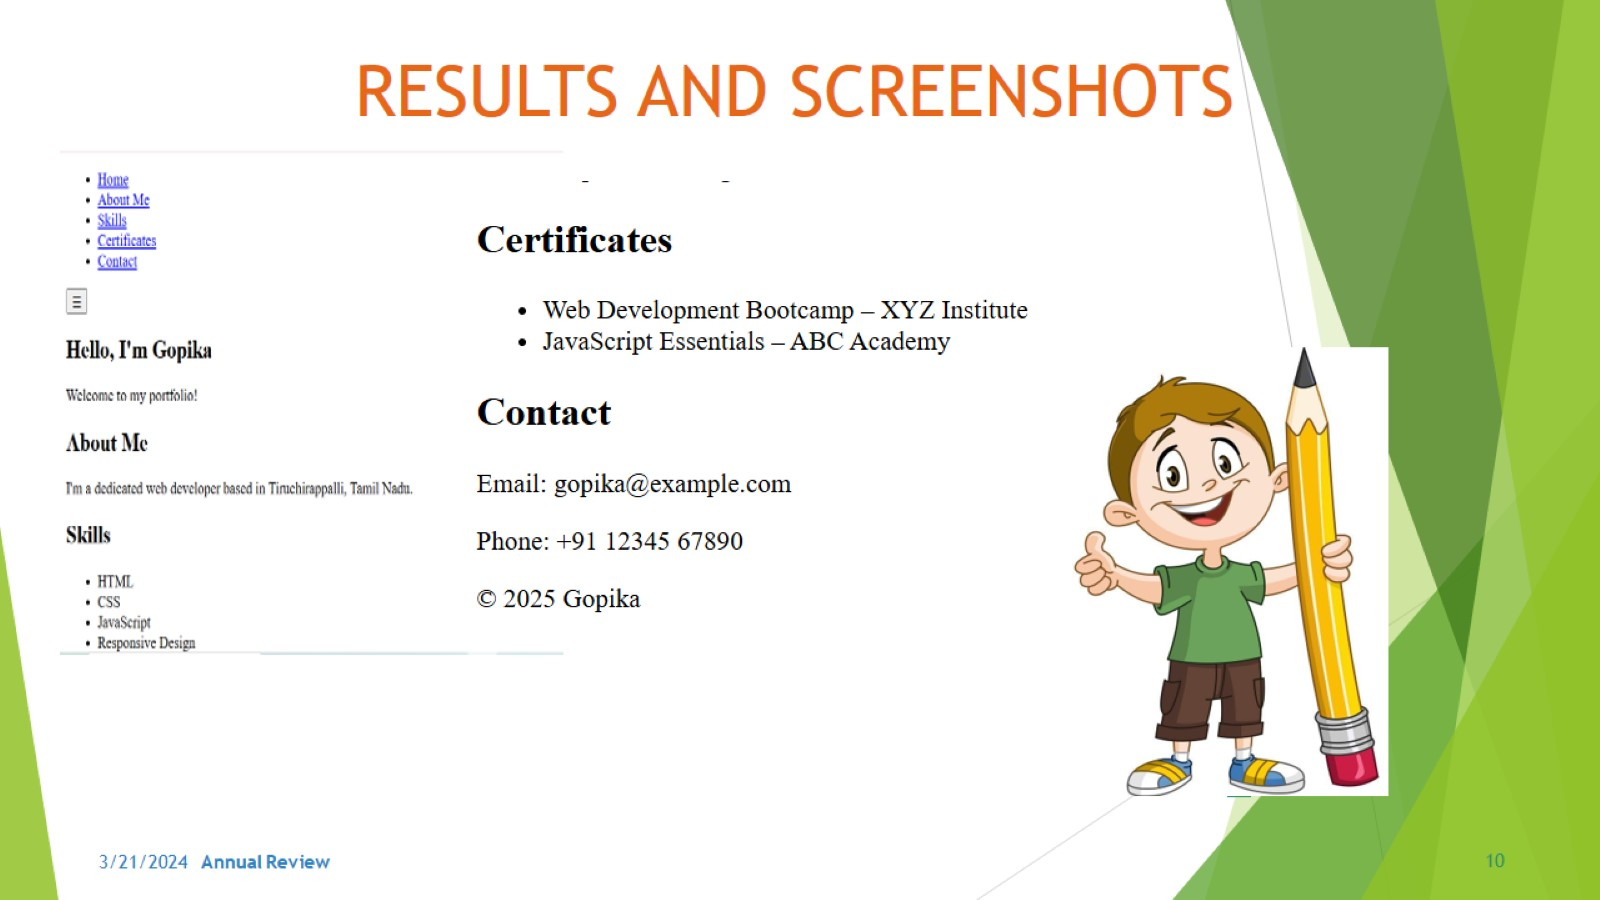 RESULTS AND SCREENSHOTS
Home
About Me
Skills
Certificates
Contact
Hello, I'm Gopika
Welcome to my portfolio!
About Me
I'm a dedicated web developer based in Tiruchirappalli, Tamil Nadu.
Skills
HTML
CSS
JavaScript
Responsive Design
Certificates
Web Development Bootcamp – XYZ Institute
JavaScript Essentials – ABC Academy
Contact
Email: gopika@example.com
Phone: +91 12345 67890
© 2025 Gopika
3/21/2024 Annual Review
10